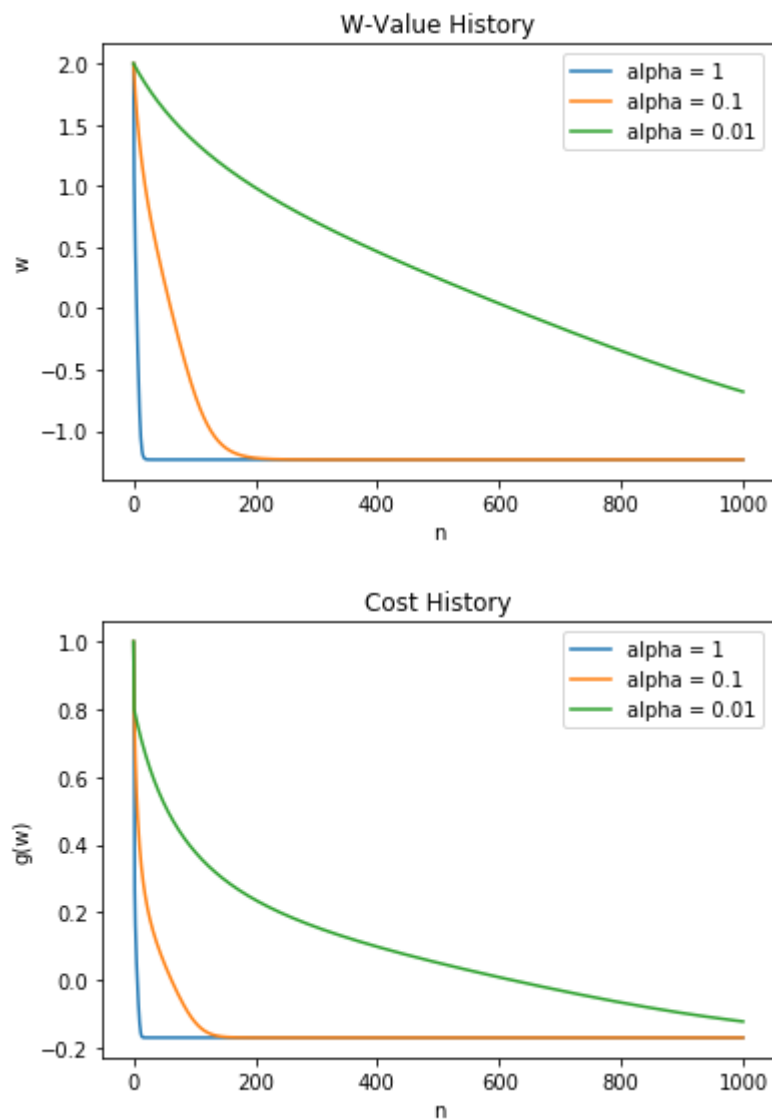 W-Value History
2.0
1.5
1.0
0.5
0.0
−0.5
−1.0
w
alpha = 1
alpha = 0.1
alpha = 0.01
0 200 400 600 800 1000
n
Cost History
1.0
0.8
0.6
0.4
0.2
0.0
−0.2
g(w)
alpha = 1
alpha = 0.1
alpha = 0.01
0 200 400 600 800 1000
n